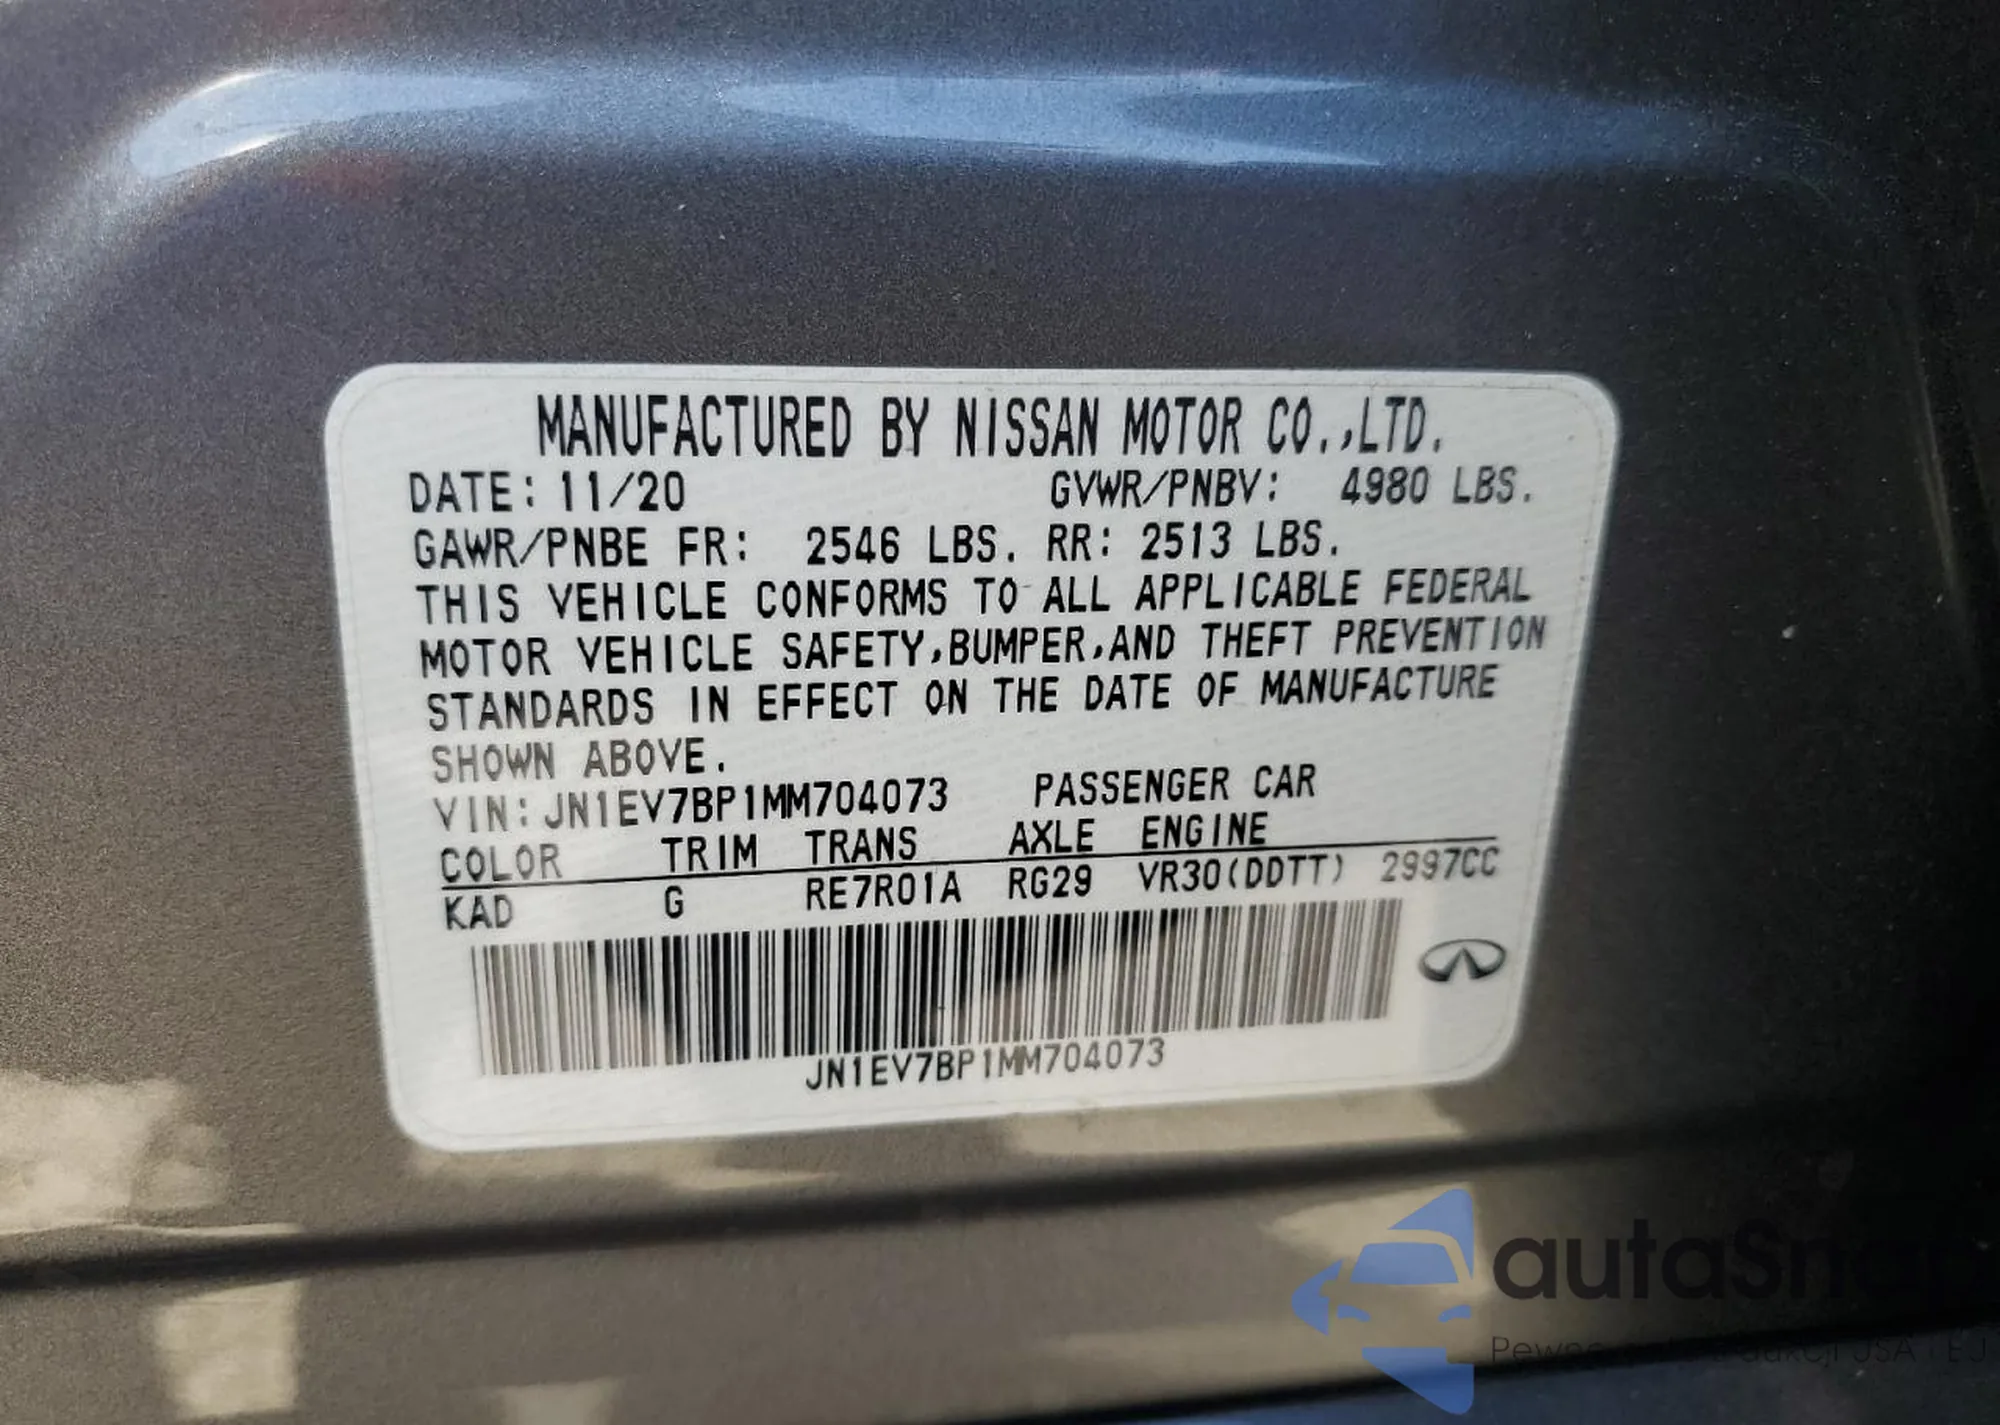 MANUFACTURED BY NISSAN MOTOR CO.,LTD.
DATE: 11/20 GVWR/PNBV: 4980 LBS.
GAWR/PNBE FR: 2546 LBS. RR: 2513 LBS.
THIS VEHICLE CONFORMS TO ALL APPLICABLE FEDERAL
MOTOR VEHICLE SAFETY,BUMPER,AND THEFT PREVENTION
STANDARDS IN EFFECT ON THE DATE OF MANUFACTURE
SHOWN ABOVE.
VIN:JN1EV7BP1MM704073 PASSENGER CAR
COLOR TRIM TRANS AXLE ENGINE
KAD G RE7R01A RG29 VR30(DDTT) 2997CC
JN1EV7BP1MM704073
autaSna